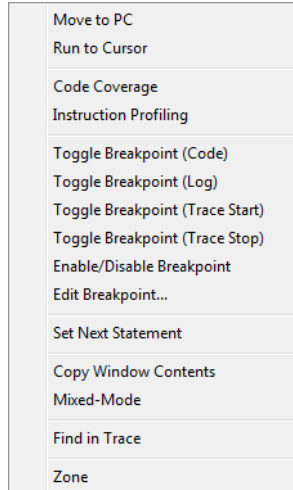 Move to PC
Run to Cursor
Code Coverage
Instruction Profiling
Toggle Breakpoint (Code)
Toggle Breakpoint (Log)
Toggle Breakpoint (Trace Start)
Toggle Breakpoint (Trace Stop)
Enable/Disable Breakpoint
Edit Breakpoint...
Set Next Statement
Copy Window Contents
Mixed-Mode
Find in Trace
Zone